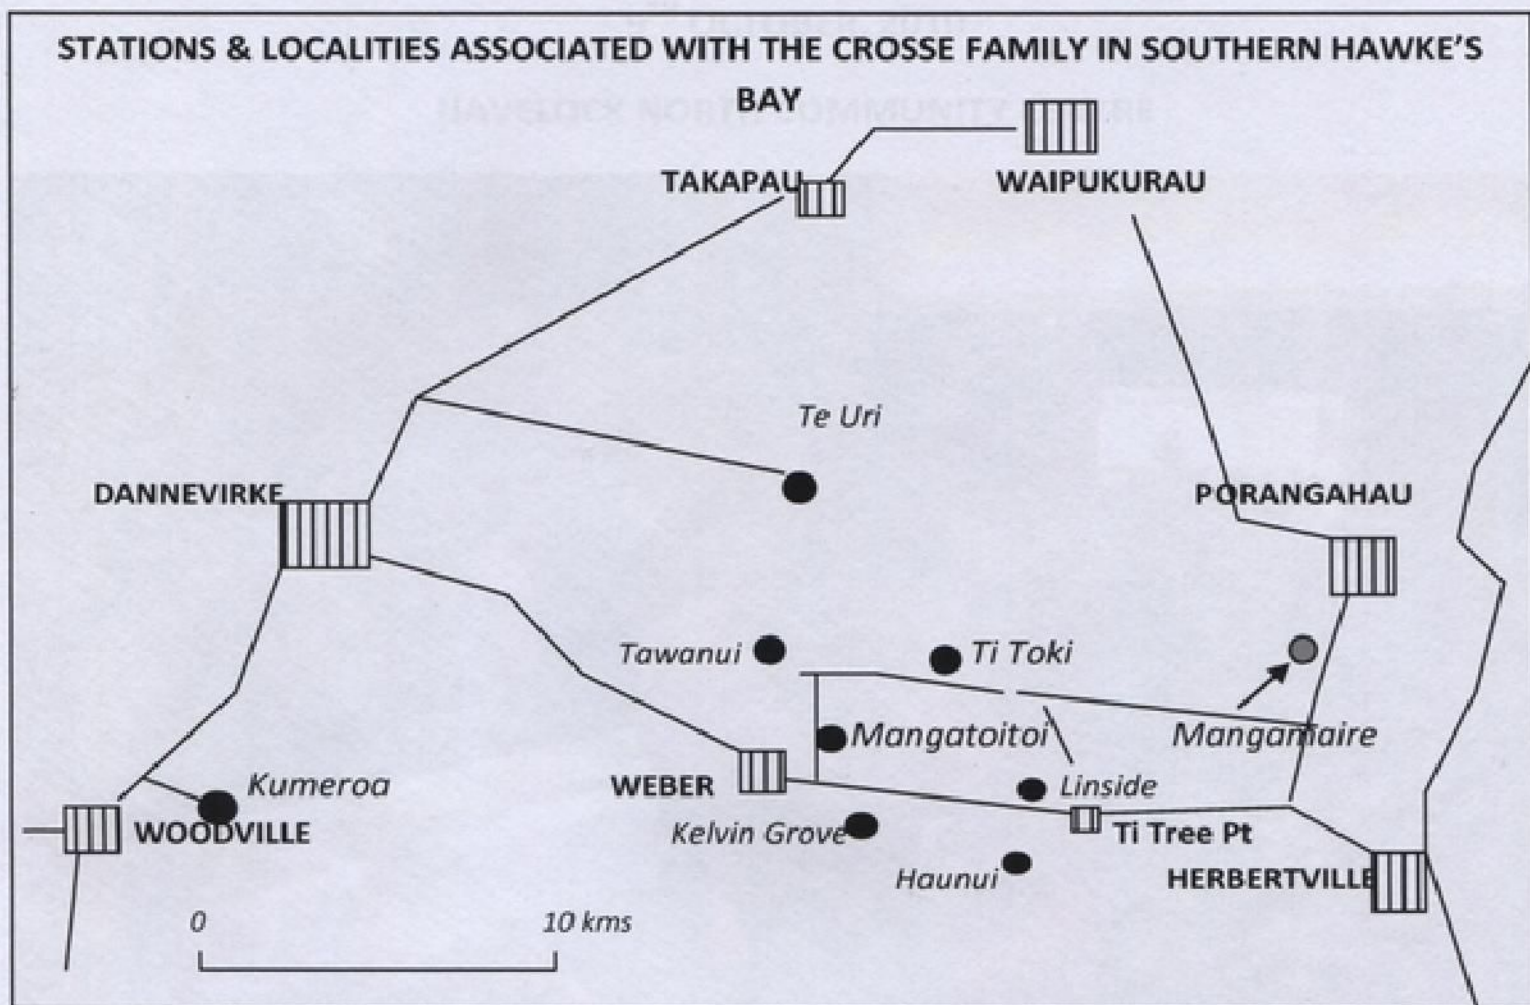 STATIONS & LOCALITIES ASSOCIATED WITH THE CROSSE FAMILY IN SOUTHERN HAWKE'S
BAY
TAKAPAU
WAIPUKURAU
Te Uri
DANNEVIRKE
PORANGAHAU
Tawanui
Ti Toki
Mangatoitoi
Mangamaire
Kumeroa
WEBER
Linside
WOODVILLE
Kelvin Grove
Ti Tree Pt
Haunui
HERBERTVILLE
0
10 kms